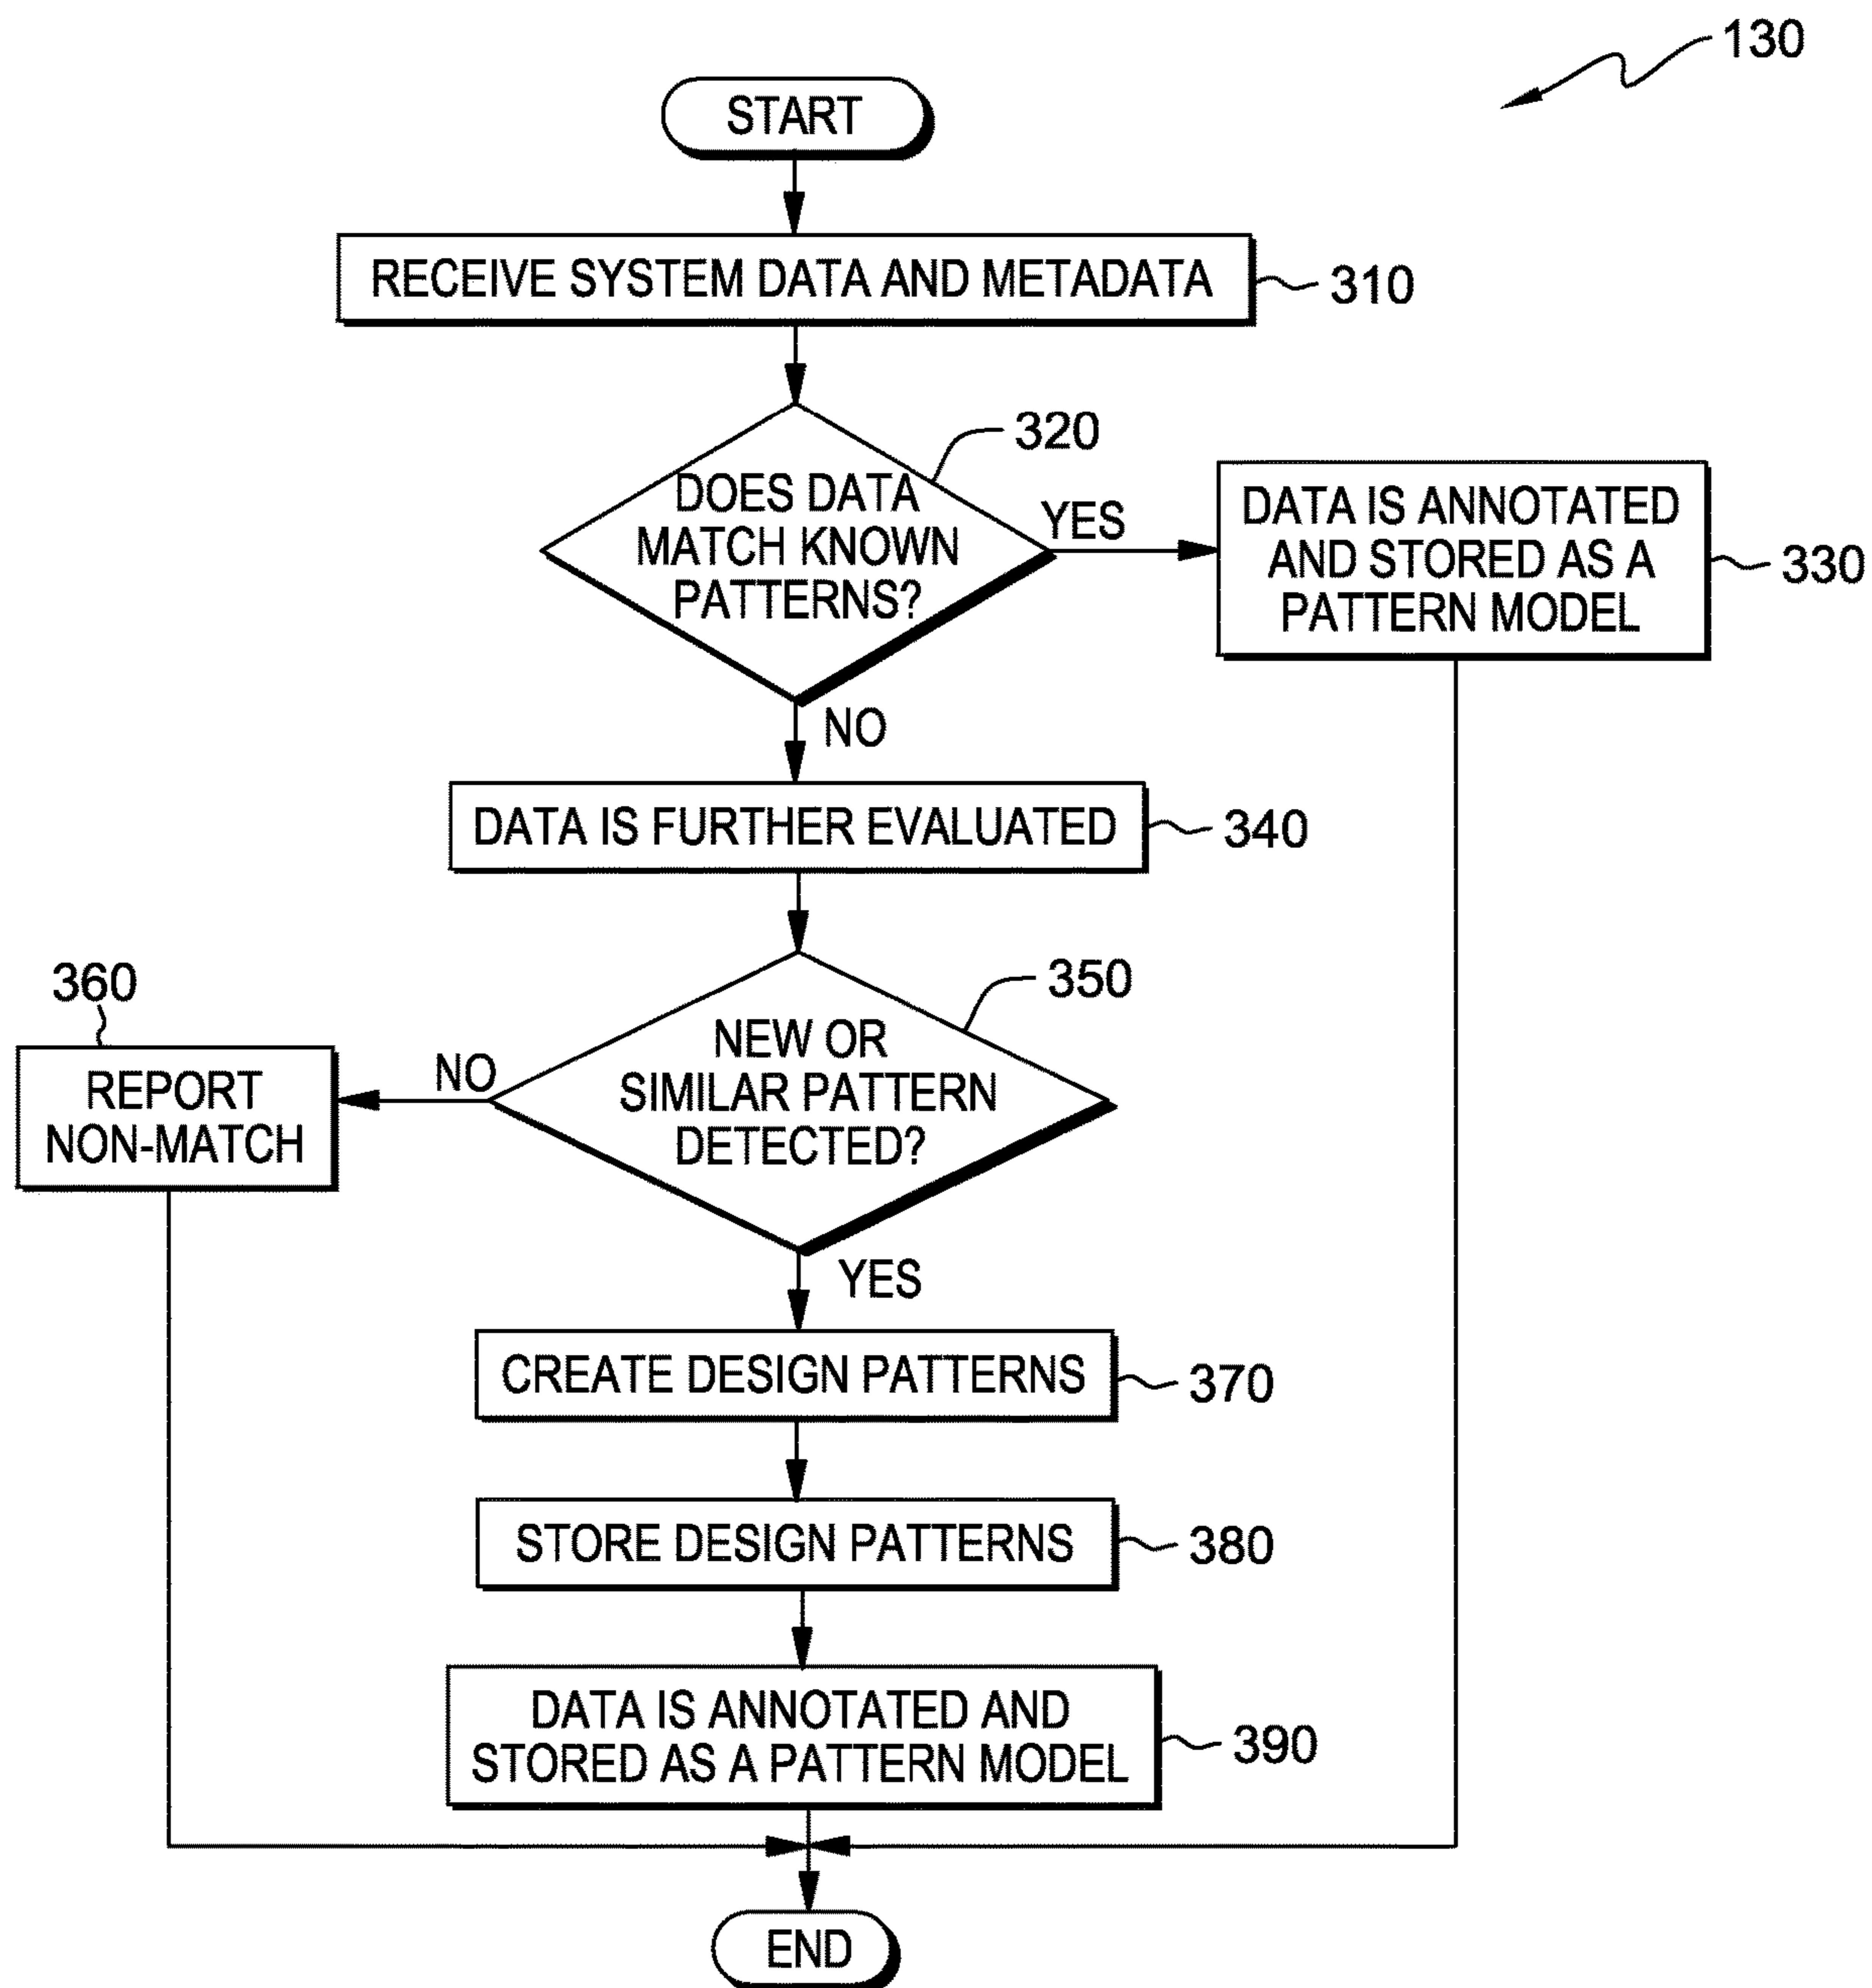 130
START
RECEIVE SYSTEM DATA AND METADATA
310
320
DOES DATA
MATCH KNOWN
PATTERNS?
YES
DATA IS ANNOTATED
AND STORED AS A
PATTERN MODEL
330
NO
DATA IS FURTHER EVALUATED
340
350
NEW OR
SIMILAR PATTERN
DETECTED?
NO
360
REPORT
NON-MATCH
YES
CREATE DESIGN PATTERNS
370
STORE DESIGN PATTERNS
380
DATA IS ANNOTATED AND
STORED AS A PATTERN MODEL
390
END